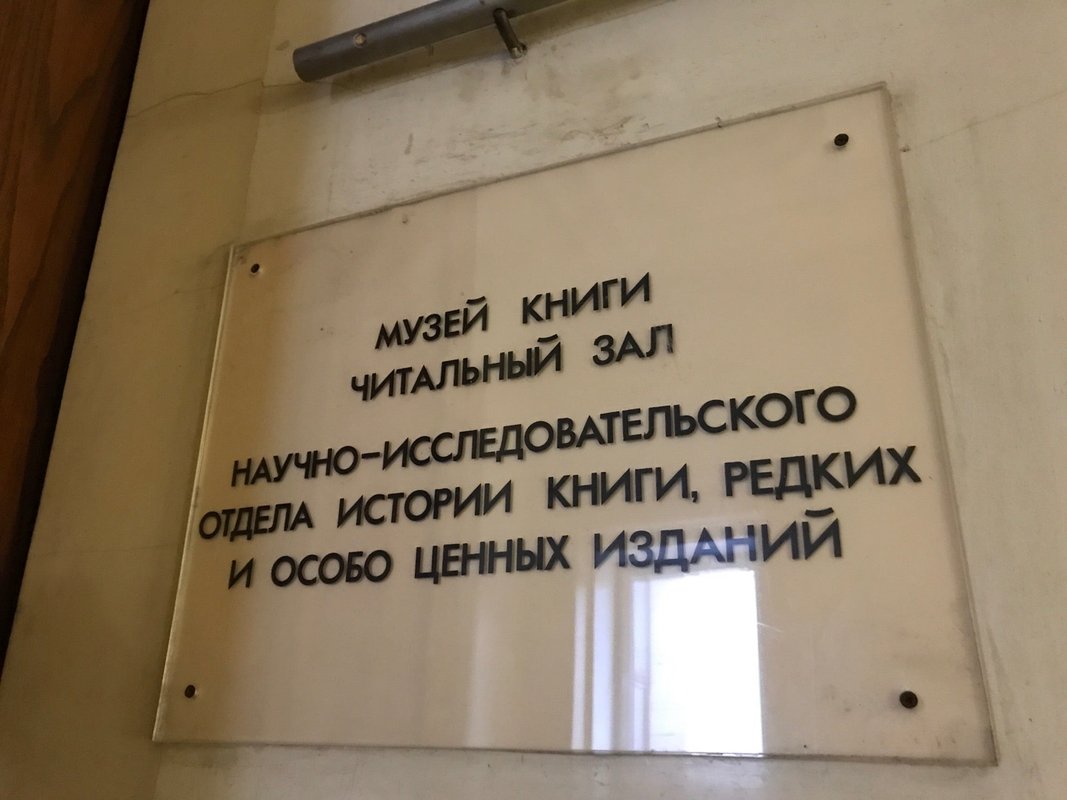 МУЗЕЙ КНИГИ
ЧИТАЛЬНЫЙ ЗАЛ
НАУЧНО-ИССЛЕДОВАТЕЛЬСКОГО
ОТДЕЛА ИСТОРИИ КНИГИ, РЕДКИХ
И ОСОБО ЦЕННЫХ ИЗДАНИЙ